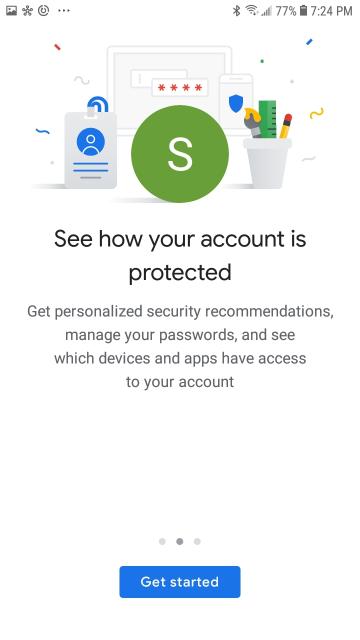 77% 7:24 PM
****
S
See how your account is
protected
Get personalized security recommendations,
manage your passwords, and see
which devices and apps have access
to your account
Get started